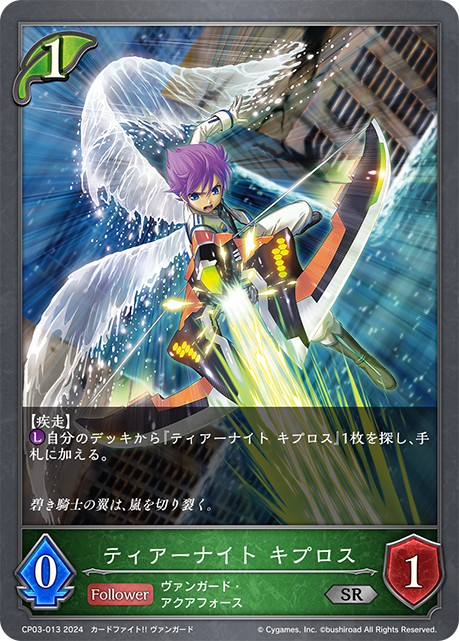 1
【疾走】
L 自分のデッキから『ティアーナイト キプロス』1枚を探し、手
札に加える。
碧き騎士の翼は、嵐を切り裂く。
ティアーナイト キプロス
0
Follower
ヴァンガード・
アクアフォース
SR
1
CP03-013 2024 カードファイト!! ヴァンガード
© Cygames, Inc. ©bushiroad All Rights Reserved.